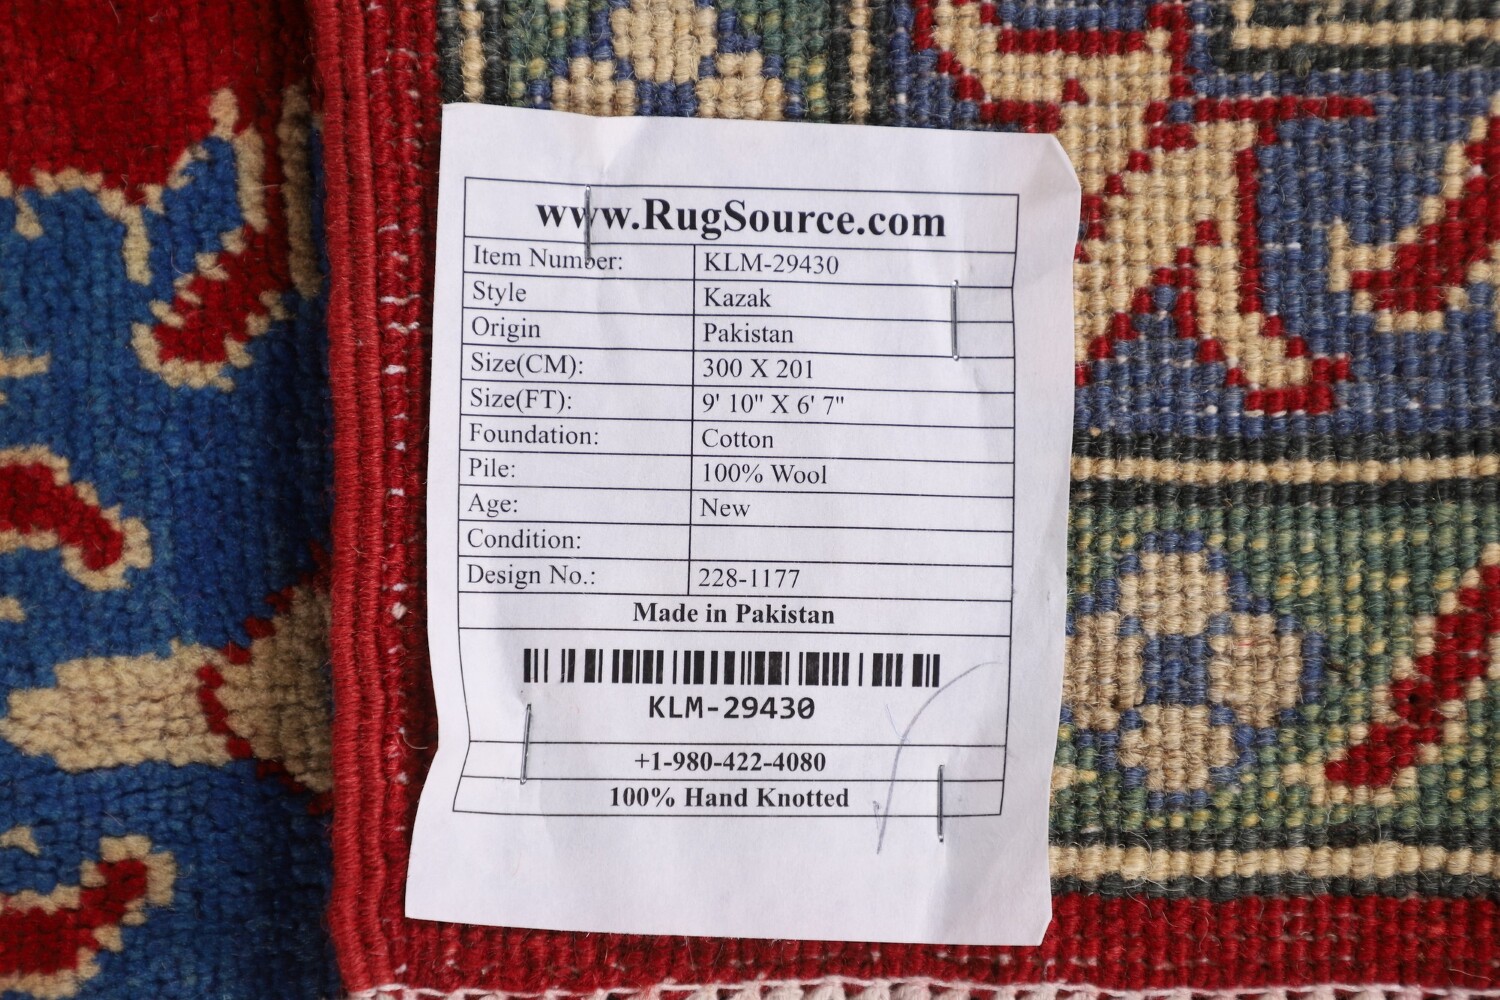 www.RugSource.com
Item Number: KLM-29430
Style Kazak
Origin Pakistan
Size(CM): 300 X 201
Size(FT): 9' 10" X 6' 7"
Foundation: Cotton
Pile: 100% Wool
Age: New
Condition:
Design No.: 228-1177
Made in Pakistan
KLM-29430
+1-980-422-4080
100% Hand Knotted